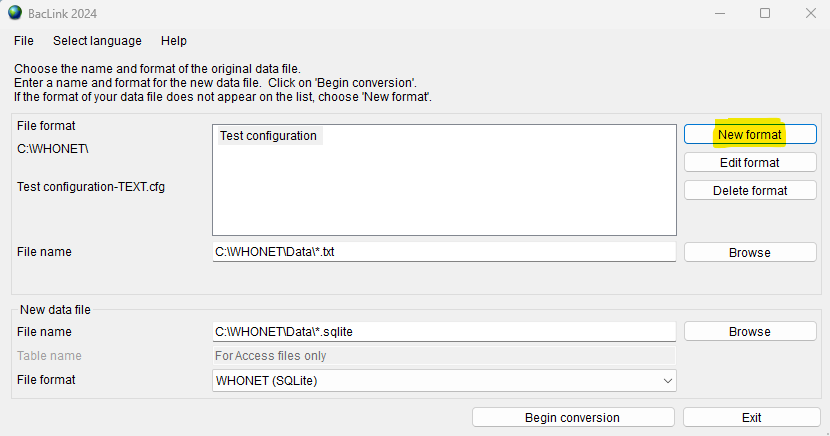 BacLink 2024
File Select language Help
Choose the name and format of the original data file.
Enter a name and format for the new data file. Click on 'Begin conversion'.
If the format of your data file does not appear on the list, choose 'New format'.
File format
C:\WHONET\
Test configuration-TEXT.cfg
Test configuration
New format
Edit format
Delete format
File name C:\WHONET\Data\*.txt Browse
New data file
File name C:\WHONET\Data\*.sqlite Browse
Table name For Access files only
File format WHONET (SQLite)
Begin conversion Exit